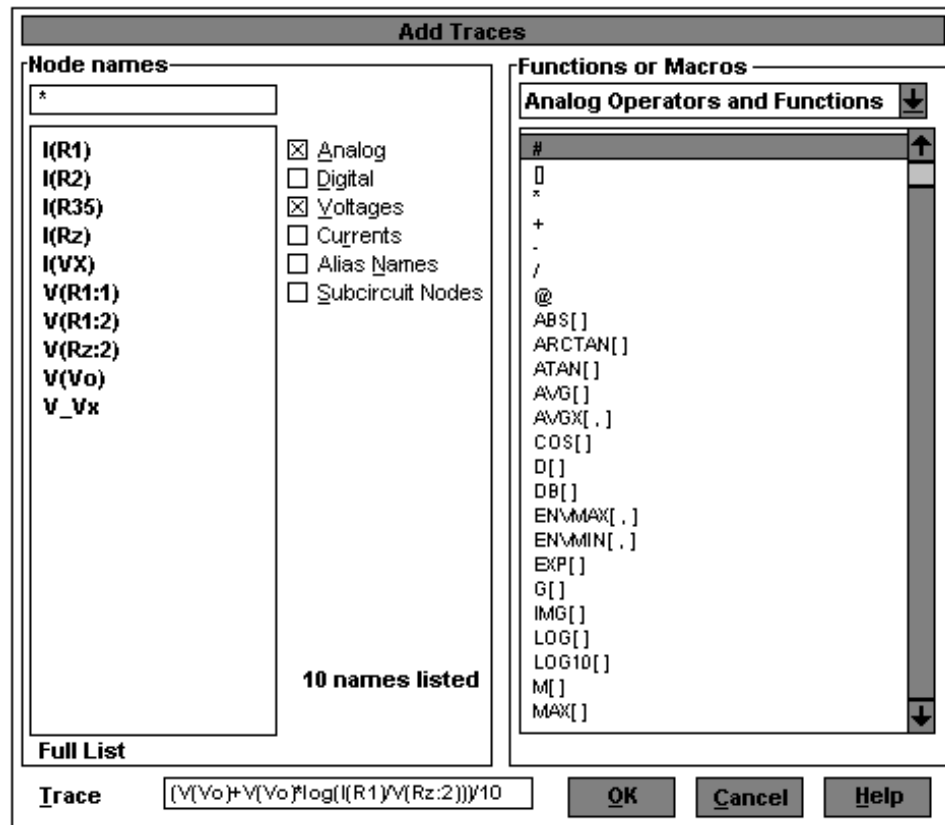 Add Traces
Node names
*
I(R1)
I(R2)
I(R35)
I(Rz)
I(VX)
V(R1:1)
V(R1:2)
V(Rz:2)
V(Vo)
V_Vx
Analog
Digital
Voltages
Currents
Alias Names
Subcircuit Nodes
10 names listed
Full List
Functions or Macros
Analog Operators and Functions
#
[]
*
+
-
/
@
ABS[ ]
ARCTAN[ ]
ATAN[ ]
AVG[ ]
AVGX[ , ]
COS[ ]
D[ ]
DB[ ]
ENVMAX[ , ]
ENVMIN[ , ]
EXP[ ]
G[ ]
IMG[ ]
LOG[ ]
LOG10[ ]
M[ ]
MAX[ ]
Trace
(V(Vo)+V(Vo)*log(I(R1)/V(Rz:2)))/10
OK
Cancel
Help